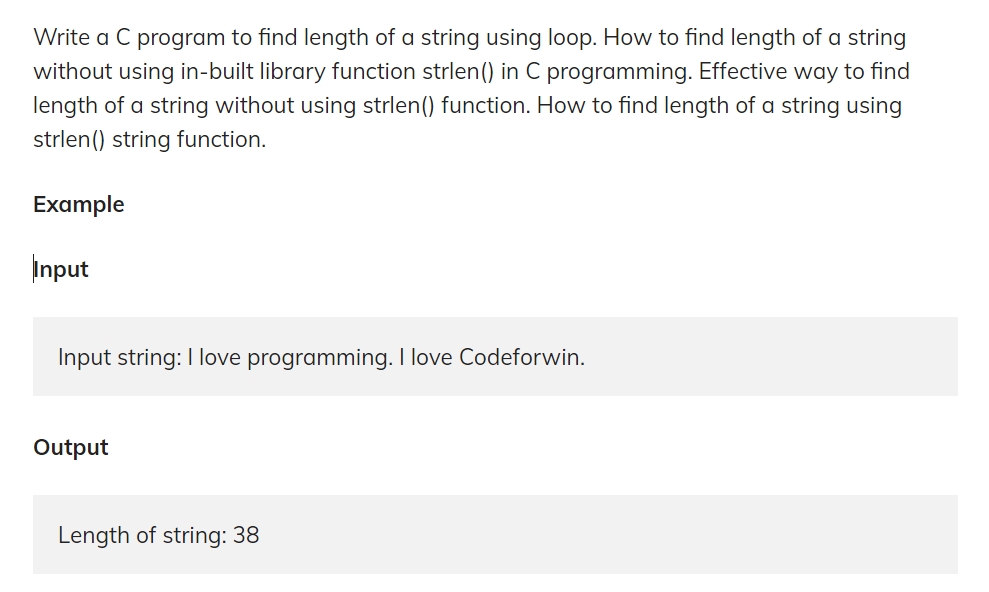 Write a C program to find length of a string using loop. How to find length of a string
without using in-built library function strlen() in C programming. Effective way to find
length of a string without using strlen() function. How to find length of a string using
strlen() string function.
Example
Input
Input string: I love programming. I love Codeforwin.
Output
Length of string: 38